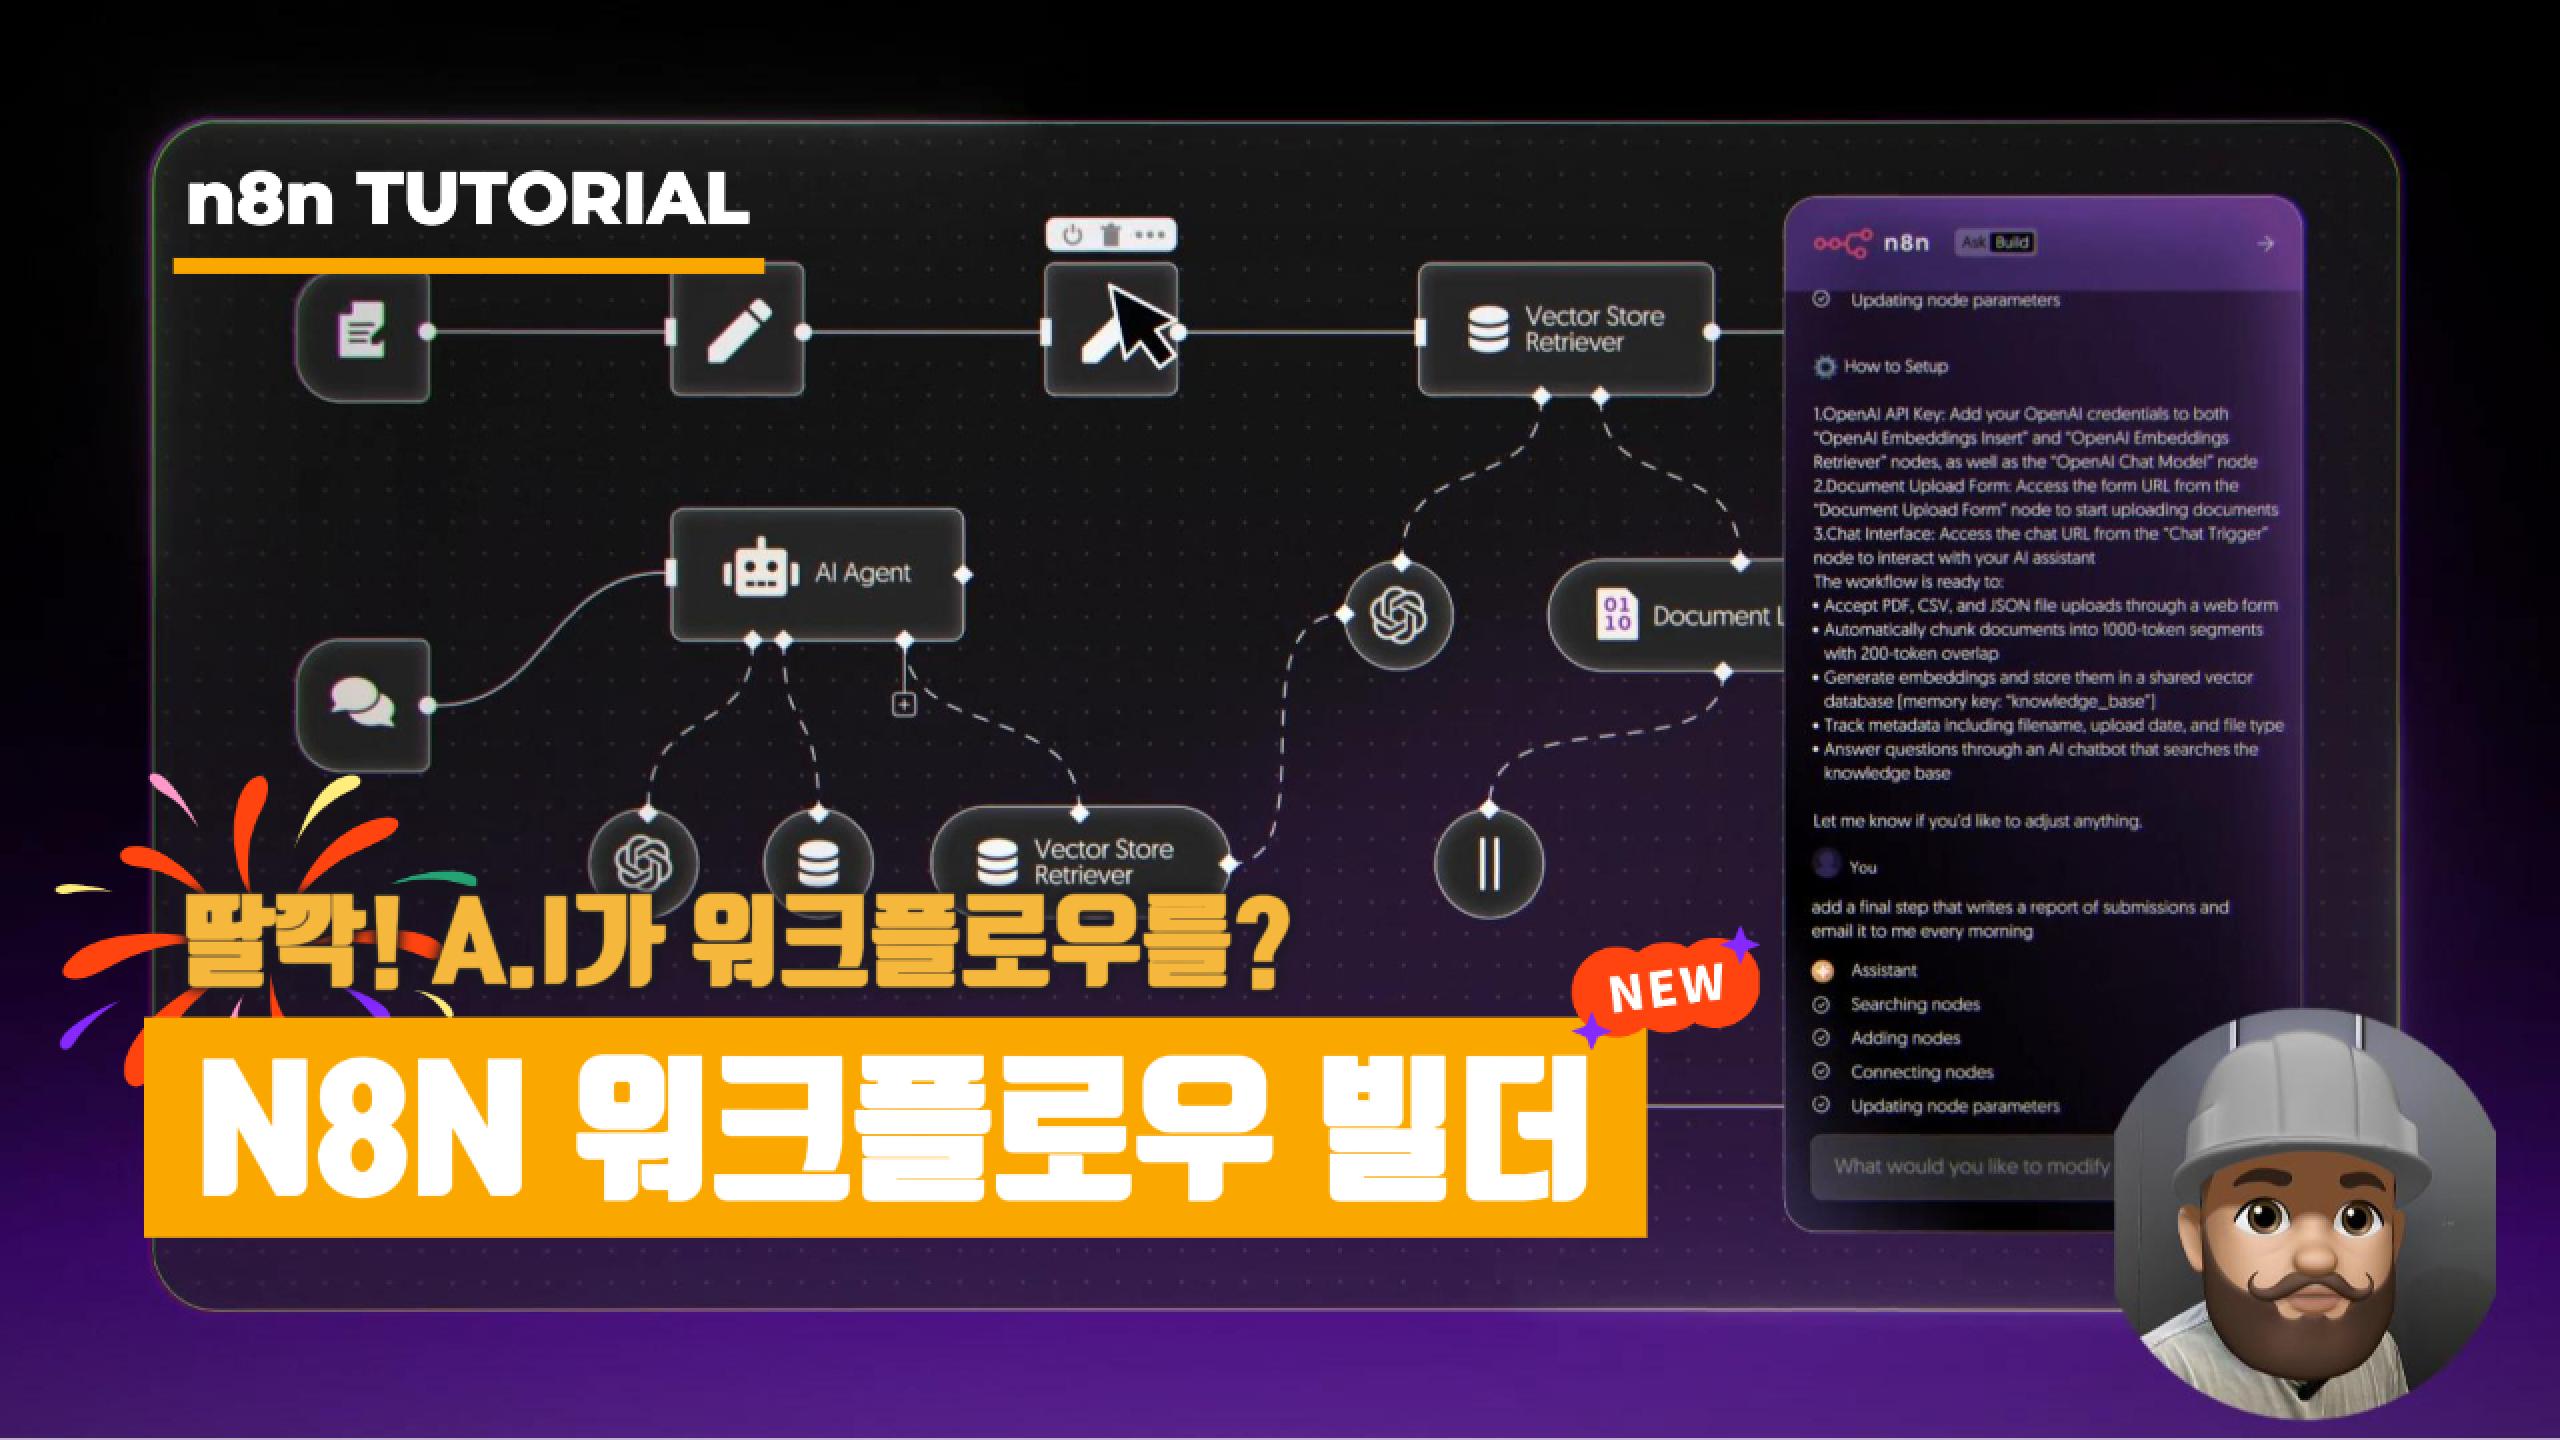 n8n TUTORIAL
Vector Store
Retriever
AI Agent
01
10
Document L
Vector Store
Retriever
n8n
Ask Build
Updating node parameters
How to Setup
1.OpenAI API Key: Add your OpenAI credentials to both
"OpenAI Embeddings Insert" and "OpenAI Embeddings
Retriever" nodes, as well as the "OpenAI Chat Model" node
2.Document Upload Form: Access the form URL from the
"Document Upload Form" node to start uploading documents
3.Chat Interface: Access the chat URL from the "Chat Trigger"
node to interact with your AI assistant
The workflow is ready to:
• Accept PDF, CSV, and JSON file uploads through a web form
• Automatically chunk documents into 1000-token segments
with 200-token overlap
• Generate embeddings and store them in a shared vector
database [memory key: "knowledge_base"]
• Track metadata including filename, upload date, and file type
• Answer questions through an AI chatbot that searches the
knowledge base
Let me know if you'd like to adjust anything.
You
add a final step that writes a report of submissions and
email it to me every morning
Assistant
Searching nodes
Adding nodes
Connecting nodes
Updating node parameters
What would you like to modify
딸깍! A.I가 워크플로우를?
NEW
N8N 워크플로우 빌더